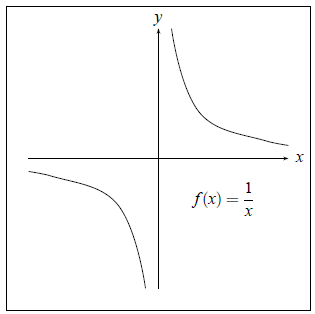 y
x
f(x) = 1/x